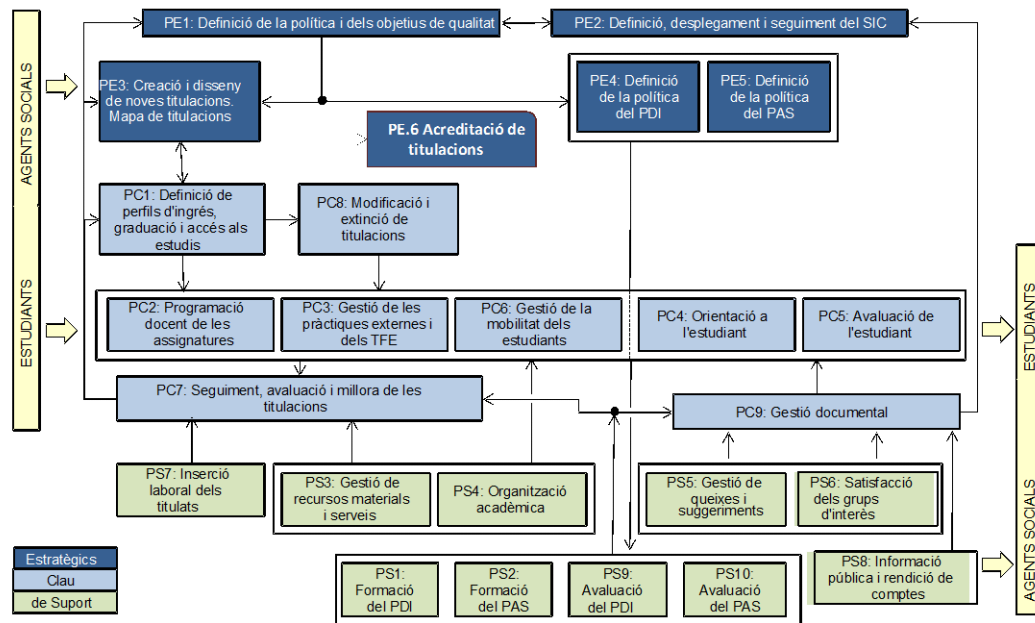 PE1: Definició de la política i dels objetius de qualitat
PE2: Definició, desplegament i seguiment del SIC
AGENTS SOCIALS
PE3: Creació i disseny
de noves titulacions.
Mapa de titulacions
PE4: Definició
de la política
del PDI
PE5: Definició
de la política
del PAS
PE.6 Acreditació de
titulacions
PC1: Definició de
perfils d'ingrés,
graduació i accés als
estudis
PC8: Modificació i
extinció de
titulacions
ESTUDIANTS
PC2: Programació
docent de les
assignatures
PC3: Gestió de les
pràctiques externes i
dels TFE
PC6: Gestió de la
mobilitat dels
estudiants
PC4: Orientació a
l'estudiant
PC5: Avaluació de
l'estudiant
ESTUDIANTS
PC7: Seguiment, avaluació i millora de les
titulacions
PC9: Gestió documental
PS7: Inserció
laboral dels
titulats
PS3: Gestió de
recursos materials
i serveis
PS4: Organització
acadèmica
PS5: Gestió de
queixes i
suggeriments
PS6: Satisfacció
dels grups
d'interès
AGENTS SOCIALS
Estratègics
Clau
de Suport
PS1:
Formació
del PDI
PS2:
Formació
del PAS
PS9:
Avaluació
del PDI
PS10:
Avaluació
del PAS
PS8: Informació
pública i rendició de
comptes